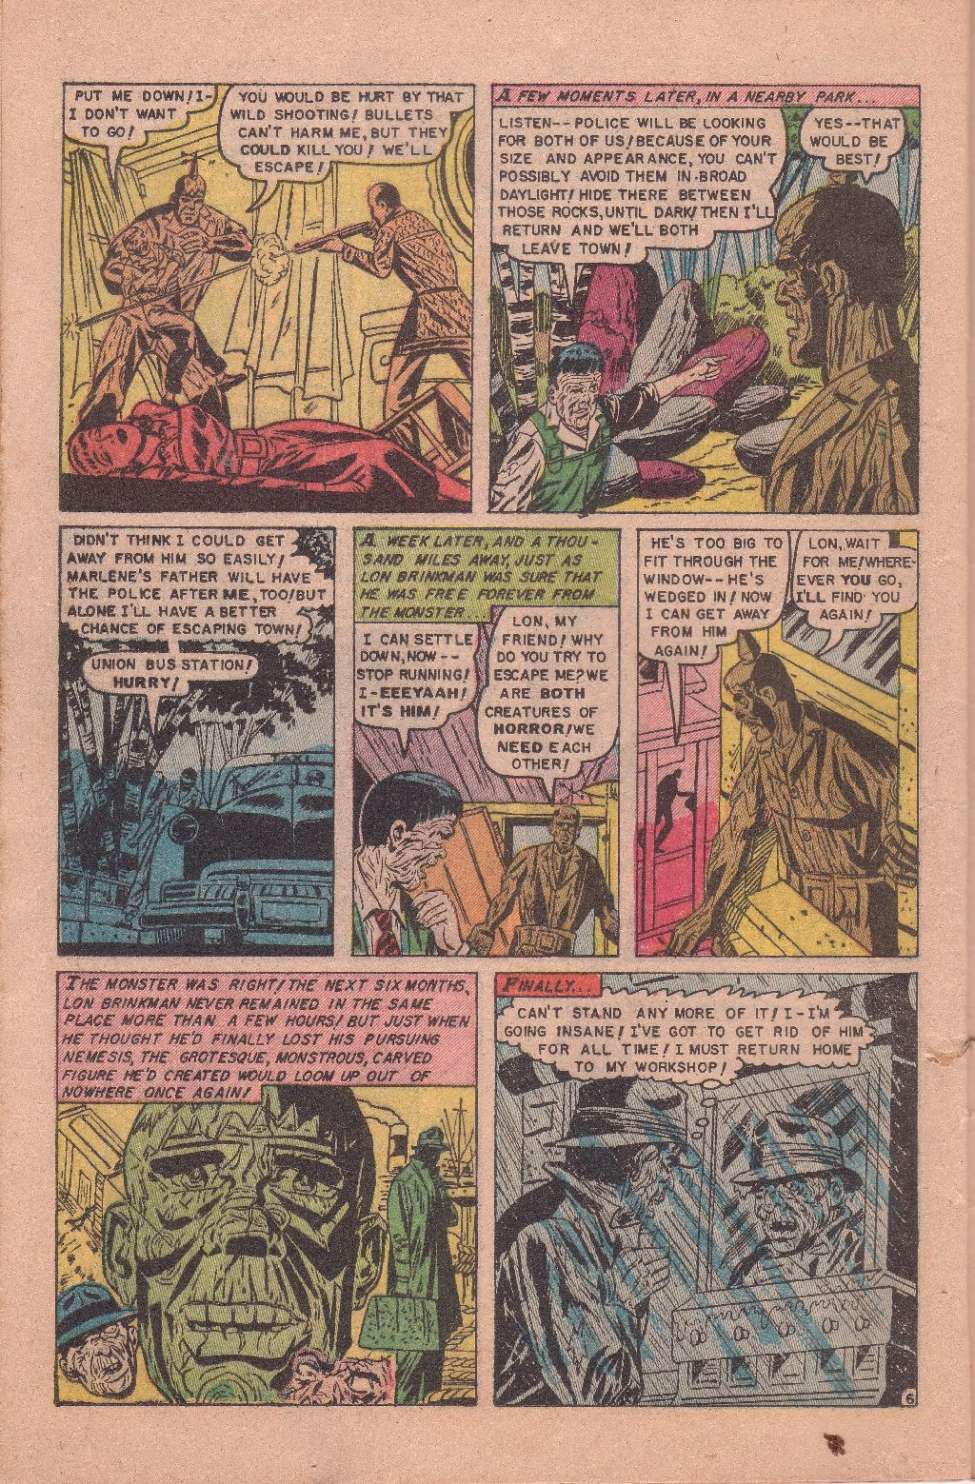 PUT ME DOWN! I-
I DON'T WANT
TO GO!
YOU WOULD BE HURT BY THAT
WILD SHOOTING! BULLETS
CAN'T HARM ME, BUT THEY
COULD KILL YOU! WE'LL
ESCAPE!
A FEW MOMENTS LATER, IN A NEARBY PARK...
LISTEN-- POLICE WILL BE LOOKING
FOR BOTH OF US! BECAUSE OF YOUR
SIZE AND APPEARANCE, YOU CAN'T
POSSIBLY AVOID THEM IN BROAD
DAYLIGHT! HIDE THERE BETWEEN
THOSE ROCKS, UNTIL DARK! THEN I'LL
RETURN AND WE'LL BOTH
LEAVE TOWN!
YES--THAT
WOULD BE
BEST!
DIDN'T THINK I COULD GET
AWAY FROM HIM SO EASILY!
MARLENE'S FATHER WILL HAVE
THE POLICE AFTER ME, TOO! BUT
ALONE I'LL HAVE A BETTER
CHANCE OF ESCAPING TOWN!
UNION BUS STATION!
HURRY!
TAXI
A WEEK LATER, AND A THOU-
SAND MILES AWAY, JUST AS
LON BRINKMAN WAS SURE THAT
HE WAS FREE FOREVER FROM
THE MONSTER...
I CAN SETTLE
DOWN, NOW--
STOP RUNNING!
I-EEEYAAH!
IT'S HIM!
LON, MY
FRIEND! WHY
DO YOU TRY TO
ESCAPE ME? WE
ARE BOTH
CREATURES OF
HORROR! WE
NEED EACH
OTHER!
HE'S TOO BIG TO
FIT THROUGH THE
WINDOW-- HE'S
WEDGED IN! NOW
I CAN GET AWAY
FROM HIM
AGAIN!
LON, WAIT
FOR ME! WHERE-
EVER YOU GO,
I'LL FIND YOU
AGAIN!
THE MONSTER WAS RIGHT! THE NEXT SIX MONTHS,
LON BRINKMAN NEVER REMAINED IN THE SAME
PLACE MORE THAN A FEW HOURS! BUT JUST WHEN
HE THOUGHT HE'D FINALLY LOST HIS PURSUING
NEMESIS, THE GROTESQUE, MONSTROUS, CARVED
FIGURE HE'D CREATED WOULD LOOM UP OUT OF
NOWHERE ONCE AGAIN!
FINALLY...
CAN'T STAND ANY MORE OF IT! I-I'M
GOING INSANE! I'VE GOT TO GET RID OF HIM
FOR ALL TIME! I MUST RETURN HOME
TO MY WORKSHOP!
6